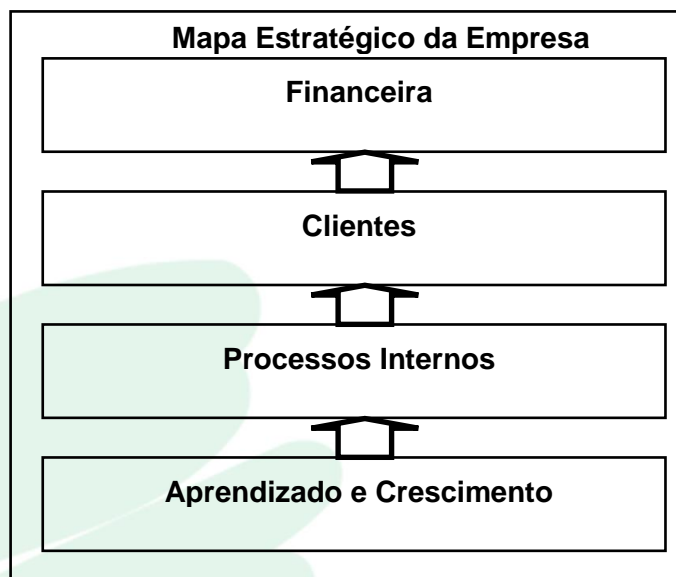 Mapa Estratégico da Empresa
Financeira
Clientes
Processos Internos
Aprendizado e Crescimento